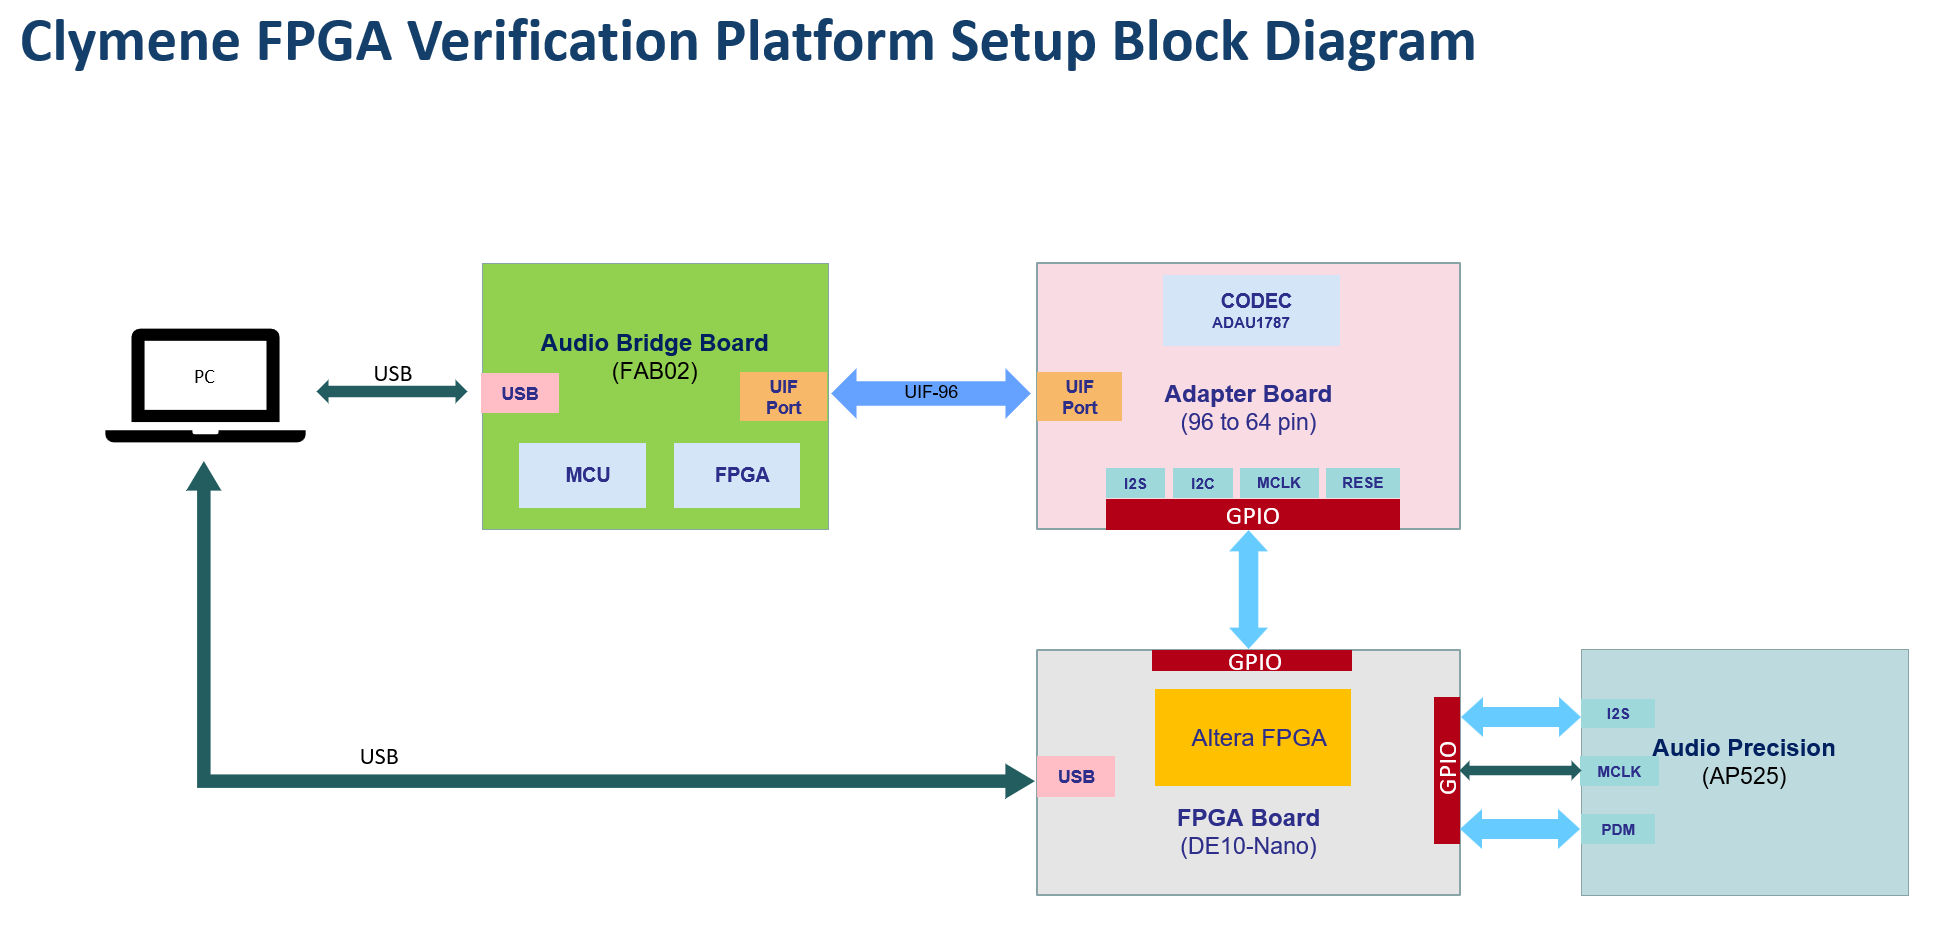 Clymene FPGA Verification Platform Setup Block Diagram
PC
USB
Audio Bridge Board
(FAB02)
USB
UIF
Port
MCU
FPGA
UIF-96
CODEC
ADAU1787
UIF
Port
Adapter Board
(96 to 64 pin)
I2S
I2C
MCLK
RESE
GPIO
USB
GPIO
Altera FPGA
USB
FPGA Board
(DE10-Nano)
GPIO
I2S
Audio Precision
(AP525)
MCLK
PDM